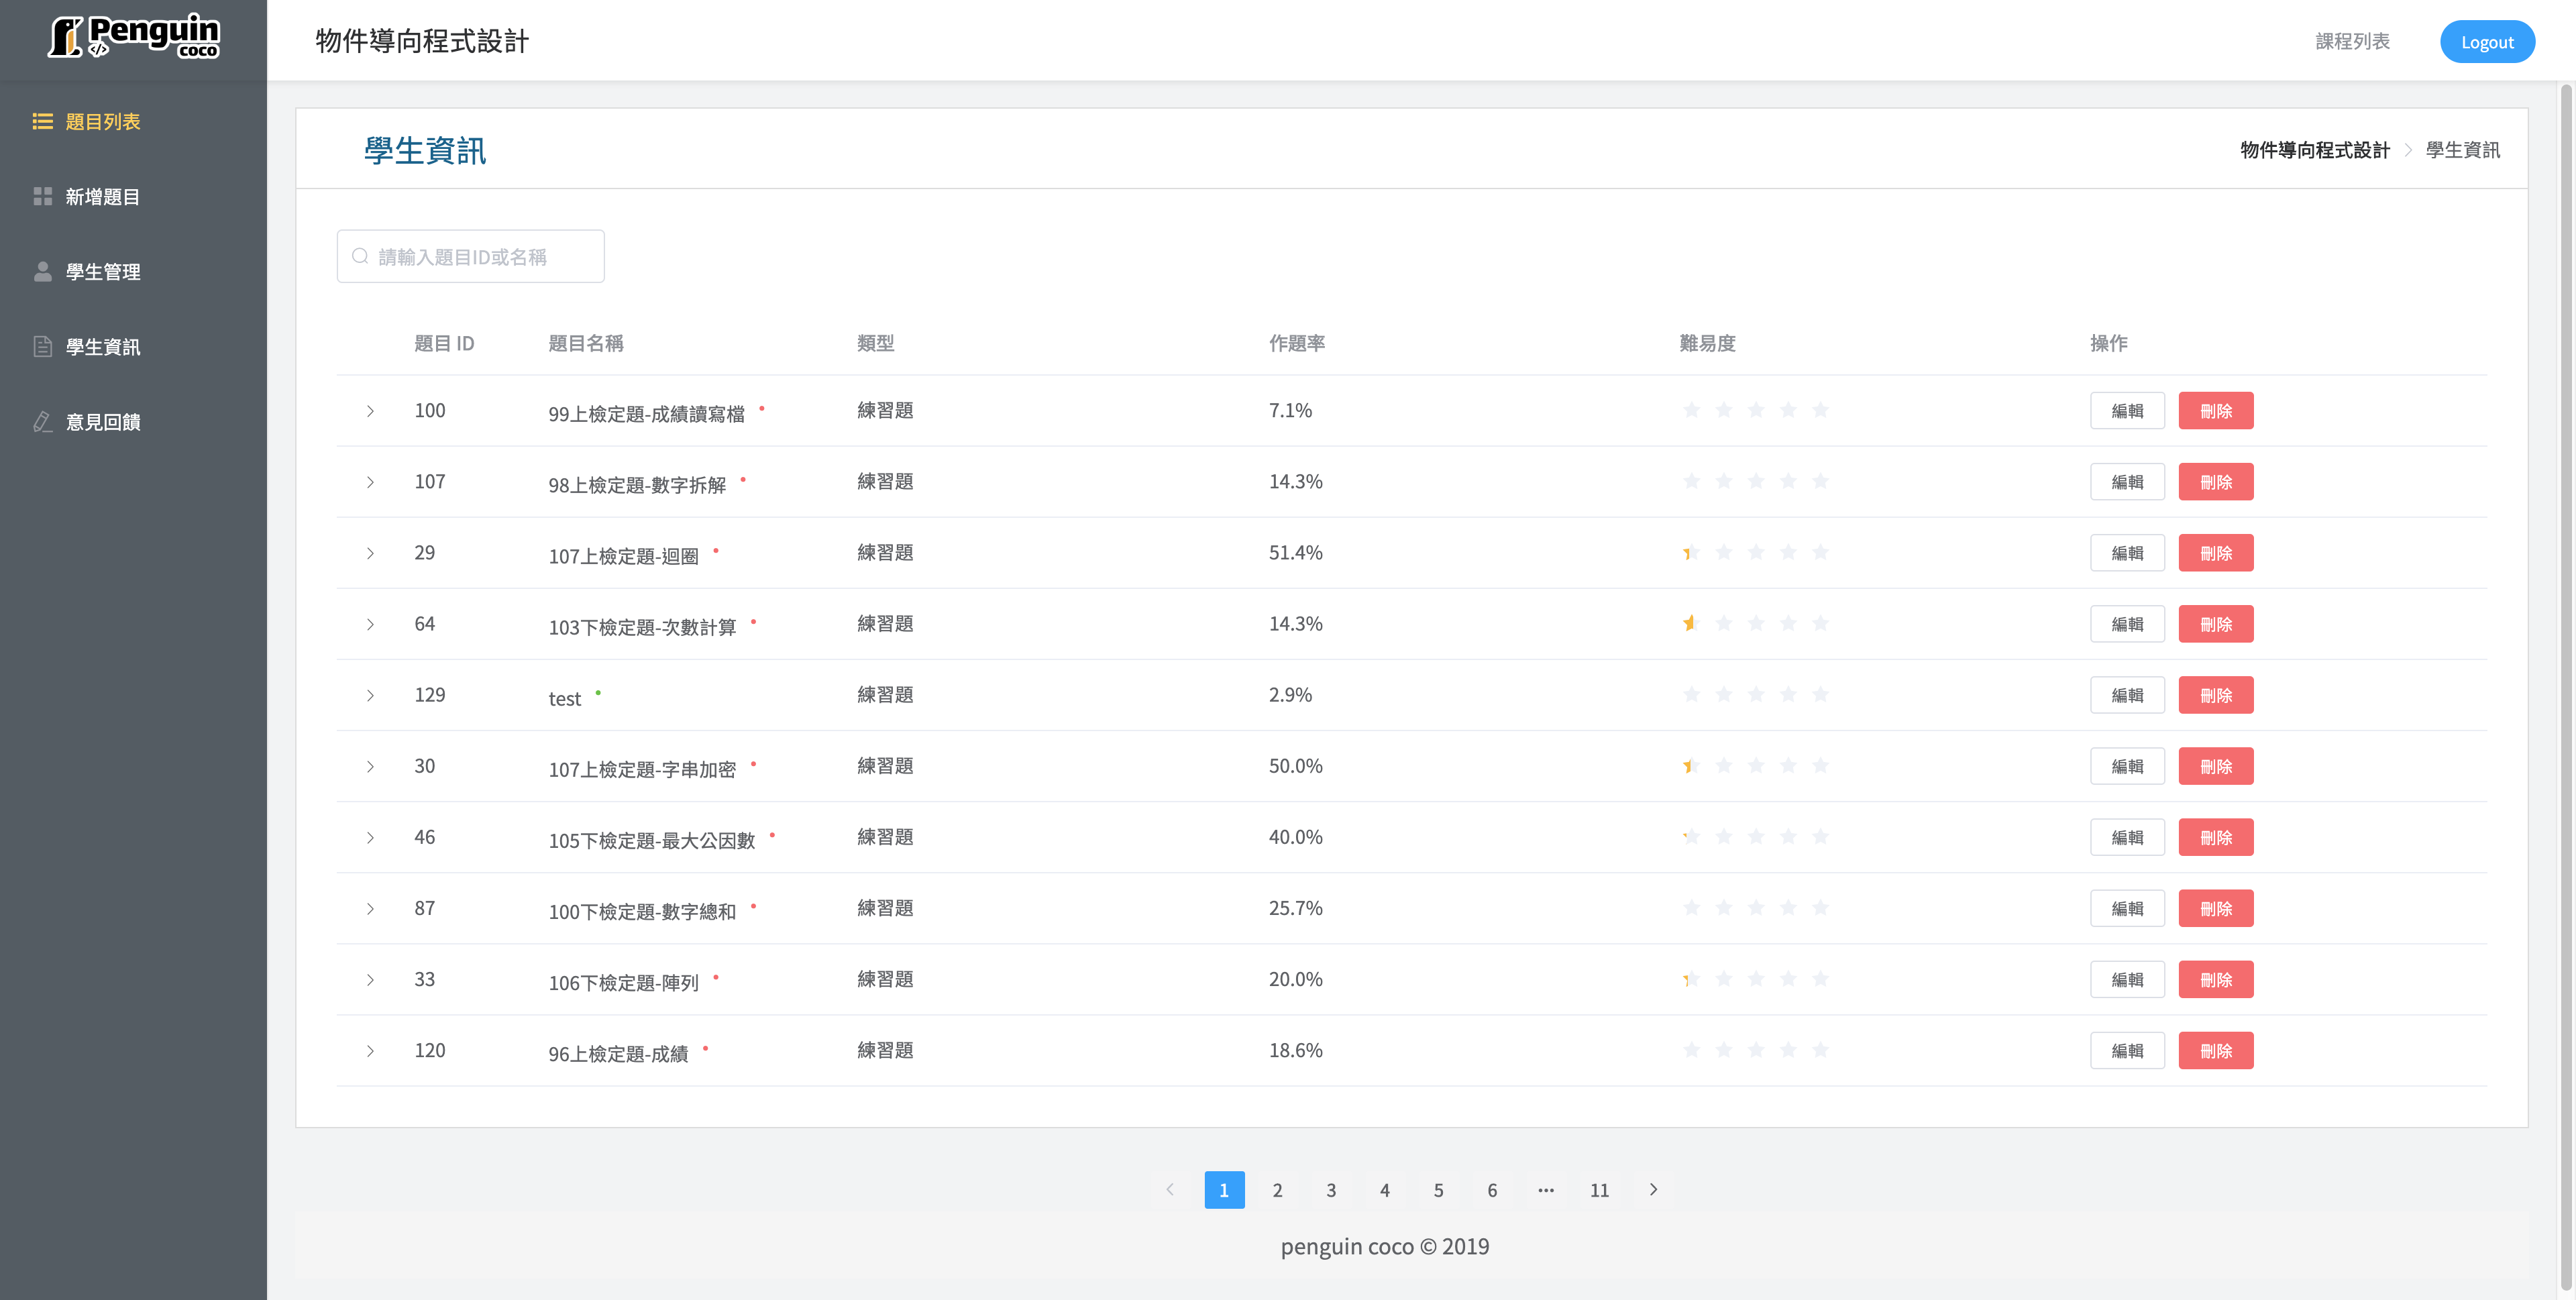 Penguin
</>
coco
物件導向程式設計
課程列表
Logout
題目列表
新增題目
學生管理
學生資訊
意見回饋
學生資訊
物件導向程式設計 > 學生資訊
請輸入題目ID或名稱
題目 ID 題目名稱 類型 作題率 難易度 操作
100 99上檢定題-成績讀寫檔 練習題 7.1% 編輯 刪除
107 98上檢定題-數字拆解 練習題 14.3% 編輯 刪除
29 107上檢定題-迴圈 練習題 51.4% 編輯 刪除
64 103下檢定題-次數計算 練習題 14.3% 編輯 刪除
129 test 練習題 2.9% 編輯 刪除
30 107上檢定題-字串加密 練習題 50.0% 編輯 刪除
46 105下檢定題-最大公因數 練習題 40.0% 編輯 刪除
87 100下檢定題-數字總和 練習題 25.7% 編輯 刪除
33 106下檢定題-陣列 練習題 20.0% 編輯 刪除
120 96上檢定題-成績 練習題 18.6% 編輯 刪除
1 2 3 4 5 6 ··· 11
penguin coco © 2019